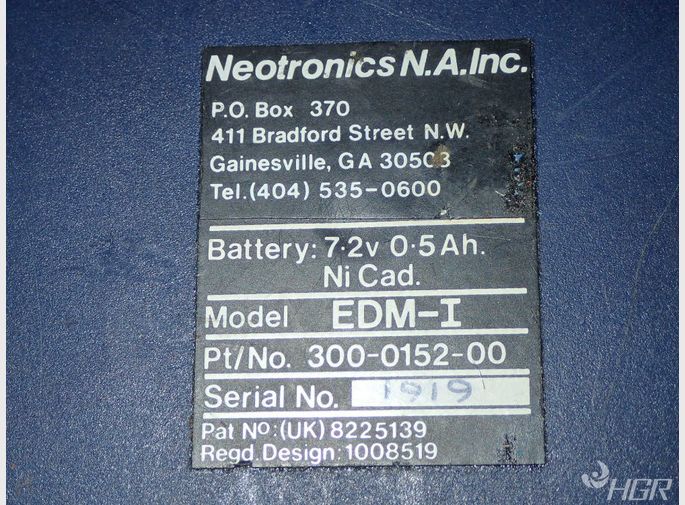 Neotronics N.A.Inc.
P.O. Box 370
411 Bradford Street N.W.
Gainesville, GA 30503
Tel.(404) 535-0600
Battery: 7·2v 0·5Ah.
Ni Cad.
Model EDM-I
Pt/No. 300-0152-00
Serial No. 1919
Pat No:(UK) 8225139
Regd. Design: 1008519
HGR